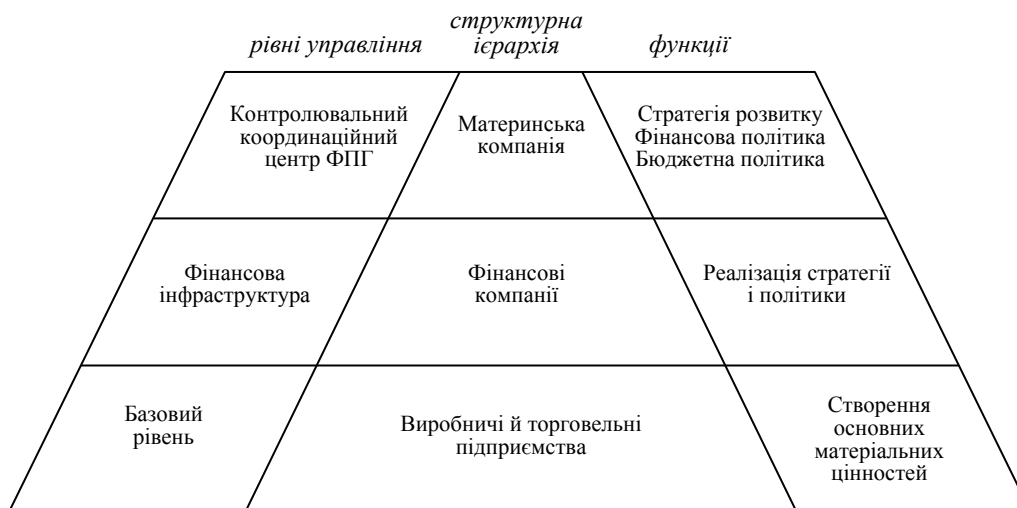 рівні управління
структурна
ієрархія
функції
Контролювальний
координаційний
центр ФПГ
Материнська
компанія
Стратегія розвитку
Фінансова політика
Бюджетна політика
Фінансова
інфраструктура
Фінансові
компанії
Реалізація стратегії
і політики
Базовий
рівень
Виробничі й торговельні
підприємства
Створення
основних
матеріальних
цінностей